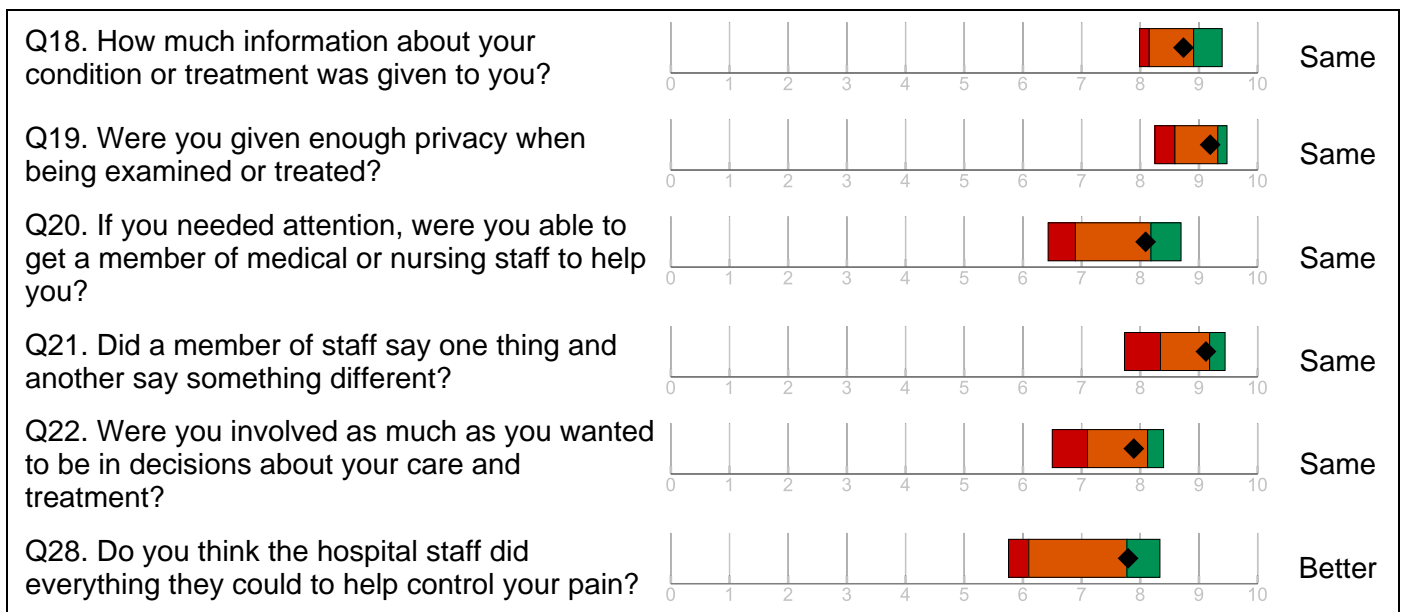 Q18. How much information about your
condition or treatment was given to you?
0 1 2 3 4 5 6 7 8 9 10
Same
Q19. Were you given enough privacy when
being examined or treated?
0 1 2 3 4 5 6 7 8 9 10
Same
Q20. If you needed attention, were you able to
get a member of medical or nursing staff to help
you?
0 1 2 3 4 5 6 7 8 9 10
Same
Q21. Did a member of staff say one thing and
another say something different?
0 1 2 3 4 5 6 7 8 9 10
Same
Q22. Were you involved as much as you wanted
to be in decisions about your care and
treatment?
0 1 2 3 4 5 6 7 8 9 10
Same
Q28. Do you think the hospital staff did
everything they could to help control your pain?
0 1 2 3 4 5 6 7 8 9 10
Better